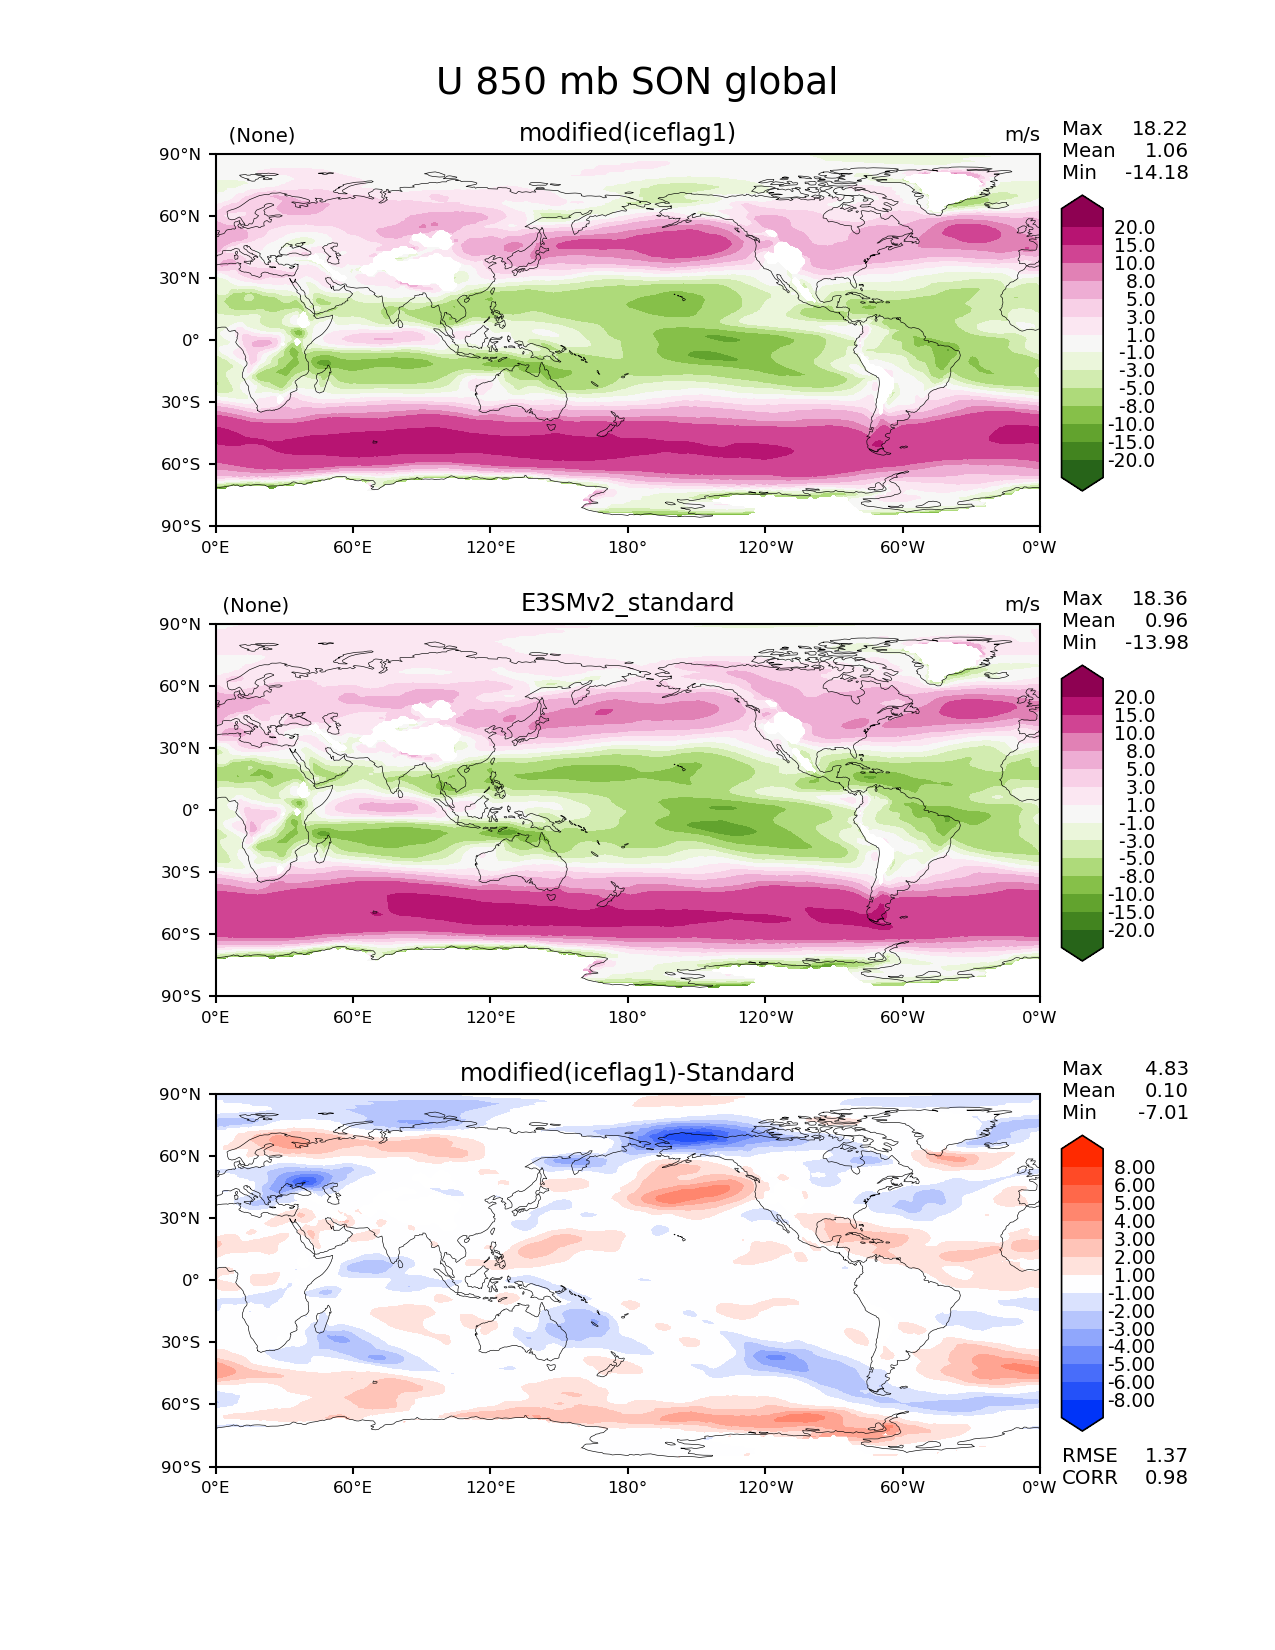 U 850 mb SON global
(None) modified(iceflag1) m/s
Max 18.22
Mean 1.06
Min -14.18
90°N
60°N
30°N
0°
30°S
60°S
90°S
0°E 60°E 120°E 180° 120°W 60°W 0°W
20.0
15.0
10.0
8.0
5.0
3.0
1.0
-1.0
-3.0
-5.0
-8.0
-10.0
-15.0
-20.0
(None) E3SMv2_standard m/s
Max 18.36
Mean 0.96
Min -13.98
90°N
60°N
30°N
0°
30°S
60°S
90°S
0°E 60°E 120°E 180° 120°W 60°W 0°W
20.0
15.0
10.0
8.0
5.0
3.0
1.0
-1.0
-3.0
-5.0
-8.0
-10.0
-15.0
-20.0
modified(iceflag1)-Standard
Max 4.83
Mean 0.10
Min -7.01
90°N
60°N
30°N
0°
30°S
60°S
90°S
0°E 60°E 120°E 180° 120°W 60°W 0°W
8.00
6.00
5.00
4.00
3.00
2.00
1.00
-1.00
-2.00
-3.00
-4.00
-5.00
-6.00
-8.00
RMSE 1.37
CORR 0.98